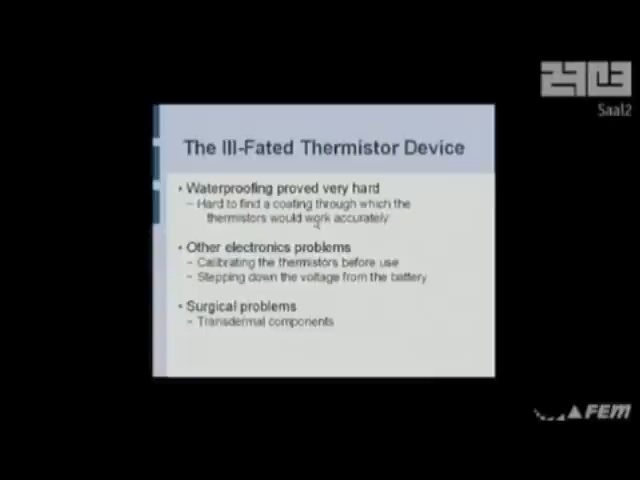 29C3
Saal2
The Ill-Fated Thermistor Device
• Waterproofing proved very hard
– Hard to find a coating through which the
thermistors would work accurately
• Other electronics problems
– Calibrating the thermistors before use
– Stepping down the voltage from the battery
• Surgical problems
– Transdermal components
FEM